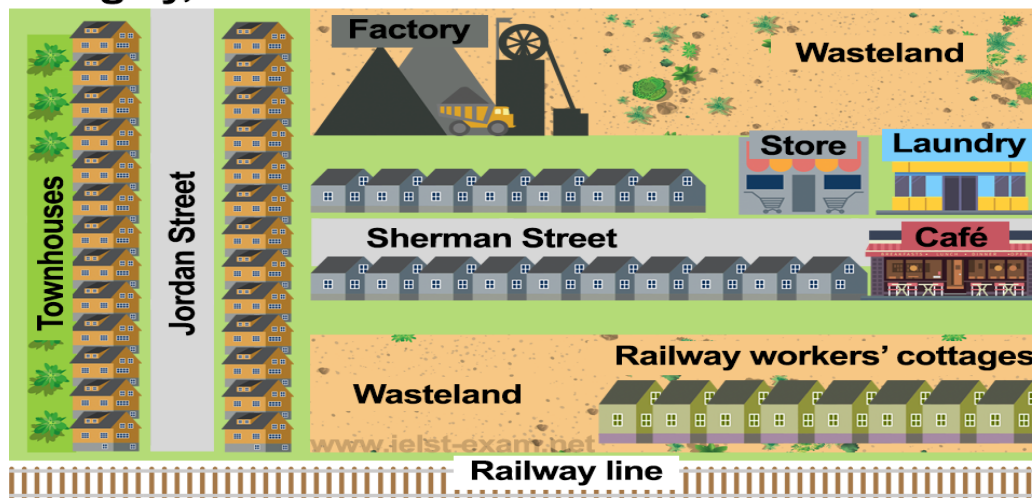 Factory
Wasteland
Store
Laundry
Townhouses
Jordan Street
Sherman Street
Café
Railway workers' cottages
Wasteland
www.ielst-exam.net
Railway line